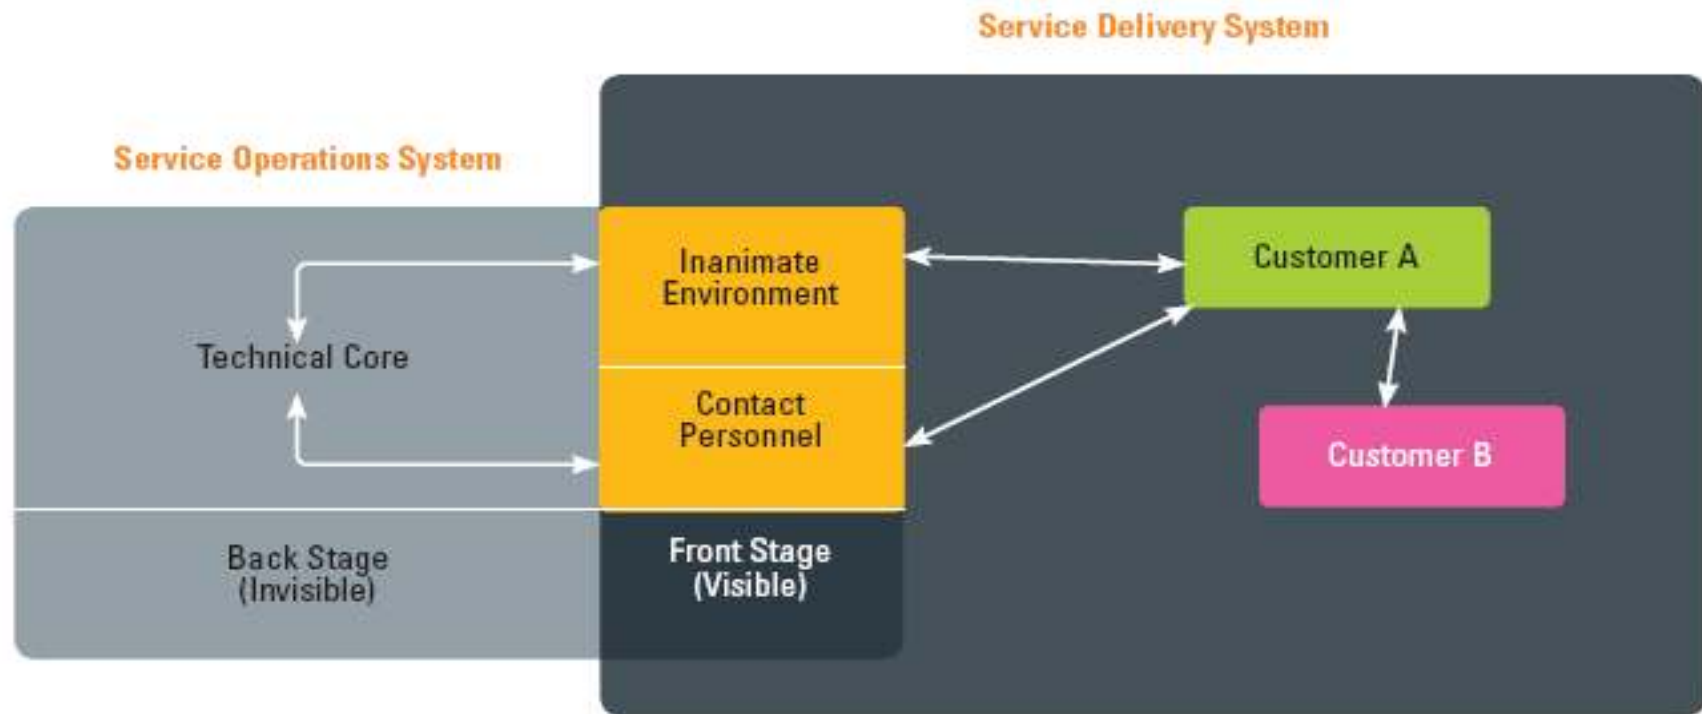 Service Delivery System
Service Operations System
Inanimate
Environment
Customer A
Technical Core
Contact
Personnel
Customer B
Back Stage
(Invisible)
Front Stage
(Visible)